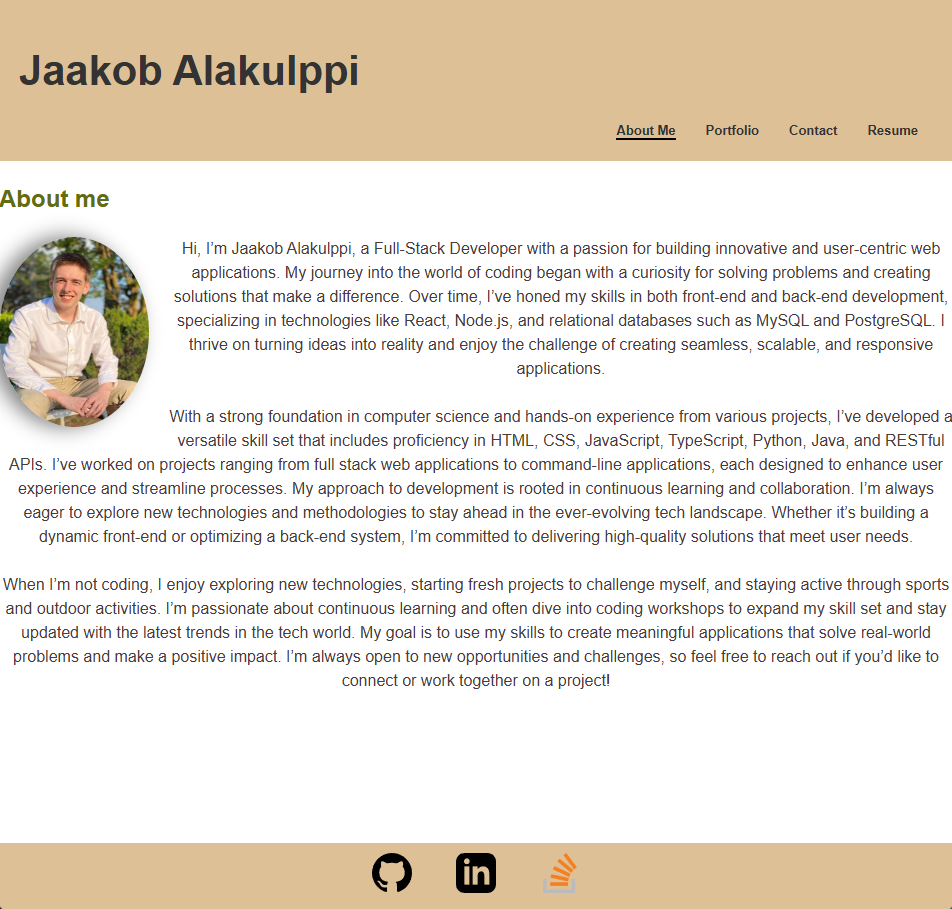 Jaakob Alakulppi
About Me Portfolio Contact Resume
About me
Hi, I’m Jaakob Alakulppi, a Full-Stack Developer with a passion for building innovative and user-centric web
applications. My journey into the world of coding began with a curiosity for solving problems and creating
solutions that make a difference. Over time, I’ve honed my skills in both front-end and back-end development,
specializing in technologies like React, Node.js, and relational databases such as MySQL and PostgreSQL. I
thrive on turning ideas into reality and enjoy the challenge of creating seamless, scalable, and responsive
applications.
With a strong foundation in computer science and hands-on experience from various projects, I’ve developed a
versatile skill set that includes proficiency in HTML, CSS, JavaScript, TypeScript, Python, Java, and RESTful
APIs. I’ve worked on projects ranging from full stack web applications to command-line applications, each designed to enhance user
experience and streamline processes. My approach to development is rooted in continuous learning and collaboration. I’m always
eager to explore new technologies and methodologies to stay ahead in the ever-evolving tech landscape. Whether it’s building a
dynamic front-end or optimizing a back-end system, I’m committed to delivering high-quality solutions that meet user needs.
When I’m not coding, I enjoy exploring new technologies, starting fresh projects to challenge myself, and staying active through sports
and outdoor activities. I’m passionate about continuous learning and often dive into coding workshops to expand my skill set and stay
updated with the latest trends in the tech world. My goal is to use my skills to create meaningful applications that solve real-world
problems and make a positive impact. I’m always open to new opportunities and challenges, so feel free to reach out if you’d like to
connect or work together on a project!
in